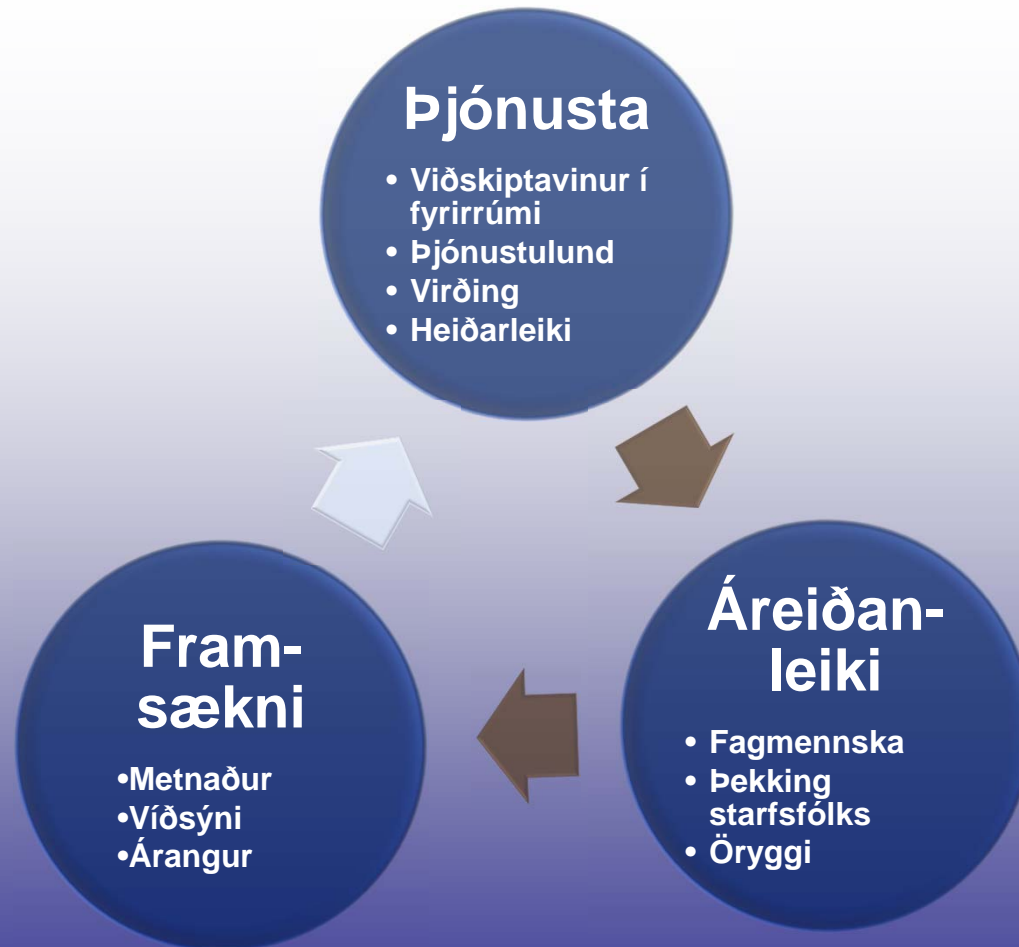 Þjónusta
• Viðskiptavinur í
fyrirrúmi
• Þjónustulund
• Virðing
• Heiðarleiki
Áreiðan-
leiki
• Fagmennska
• Þekking
starfsfólks
• Öryggi
Fram-
sækni
•Metnaður
•Víðsýni
•Árangur